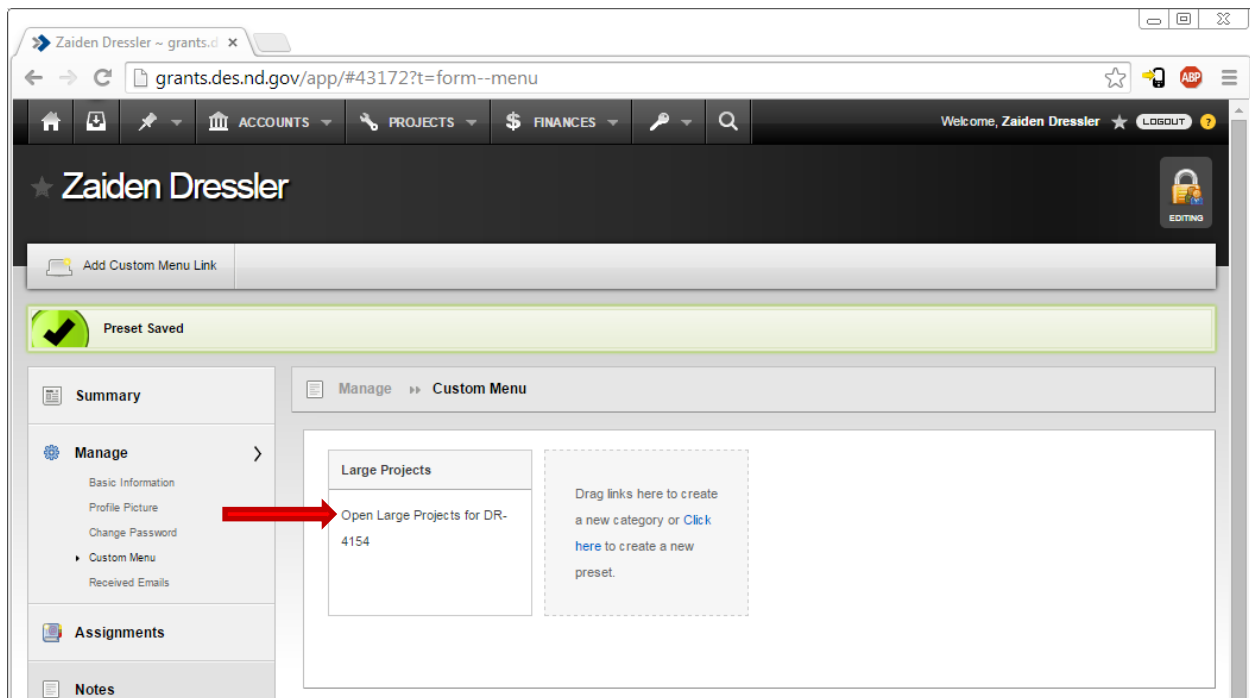 Zaiden Dressler ~ grants.d
grants.des.nd.gov/app/#43172?t=form--menu
ABP
ACCOUNTS PROJECTS $ FINANCES Welcome, Zaiden Dressler LOGOUT ?
Zaiden Dressler
EDITING
Add Custom Menu Link
Preset Saved
Summary
Manage
Basic Information
Profile Picture
Change Password
Custom Menu
Received Emails
Assignments
Notes
Manage Custom Menu
Large Projects
Open Large Projects for DR-
4154
Drag links here to create
a new category or Click
here to create a new
preset.